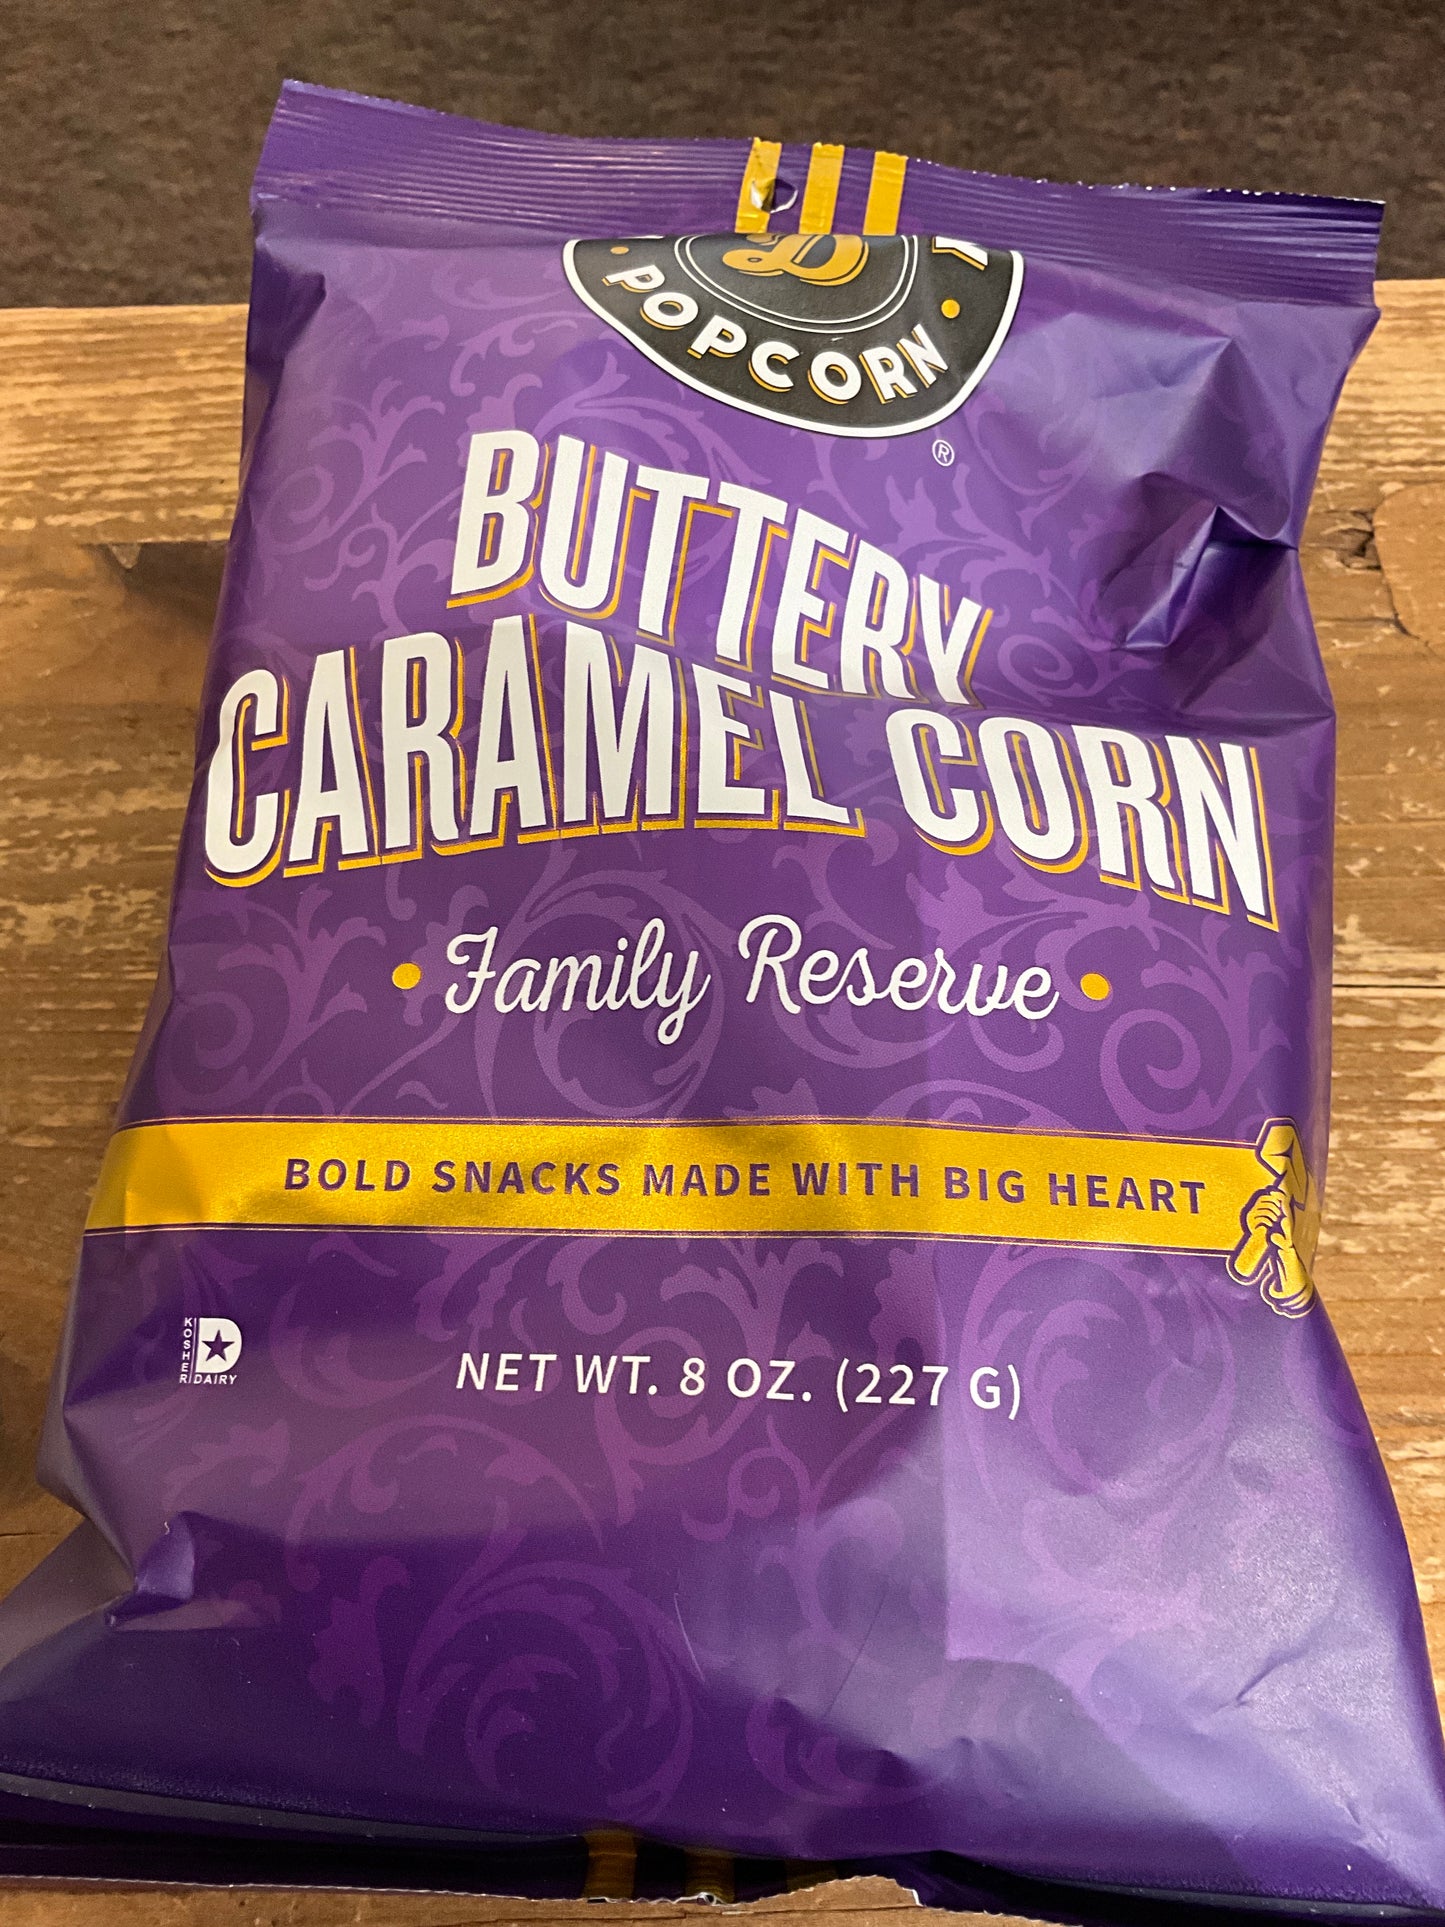 POPCORN
®
BUTTERY
CARAMEL CORN
• Family Reserve •
BOLD SNACKS MADE WITH BIG HEART
KOSHER
D
DAIRY
NET WT. 8 OZ. (227 G)